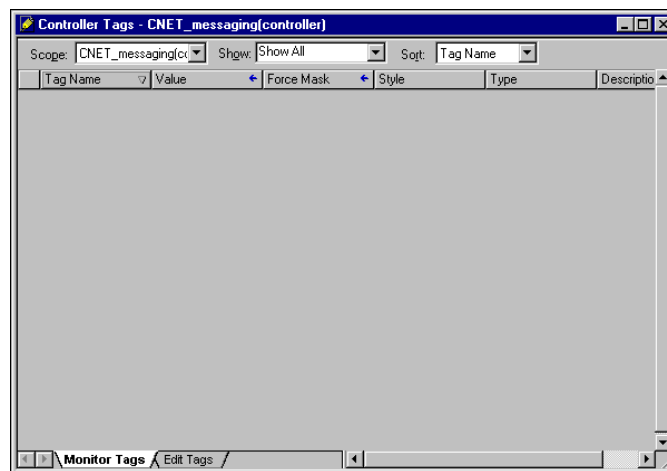 Controller Tags - CNET_messaging(controller)
Scope: CNET_messaging(co Show: Show All Sort: Tag Name
Tag Name Value Force Mask Style Type Descriptio
Monitor Tags Edit Tags